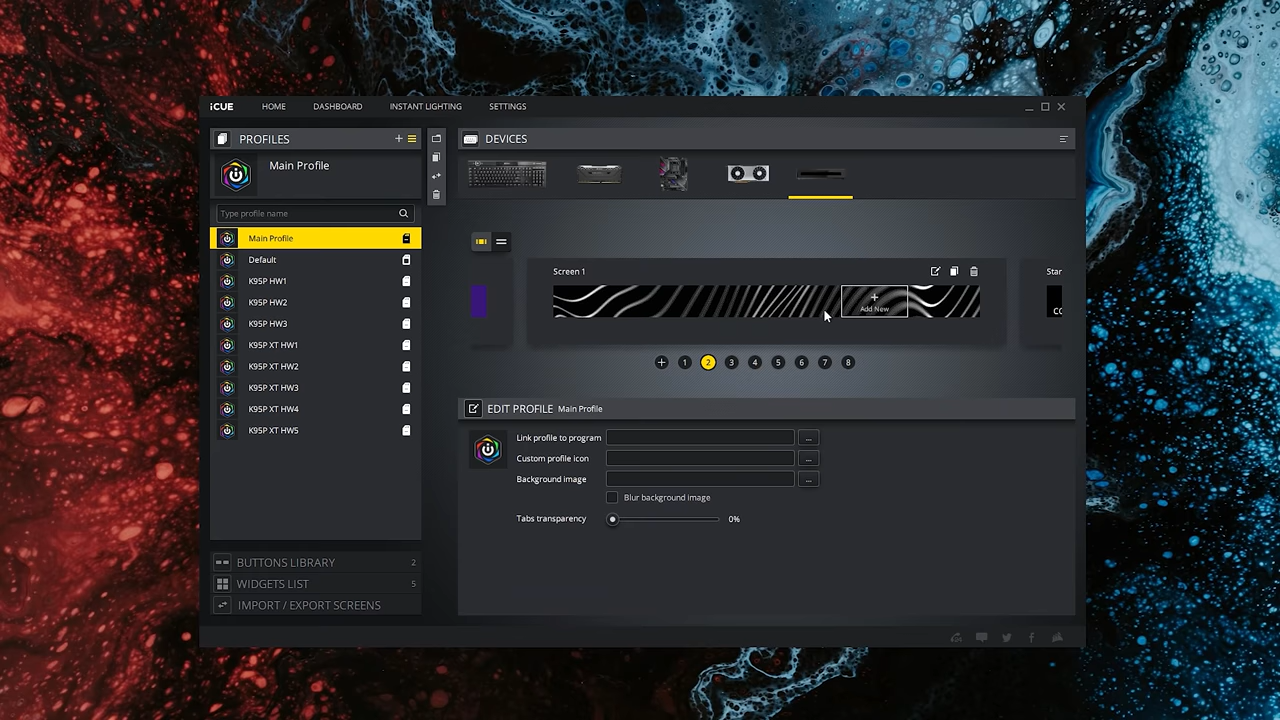 iCUE HOME DASHBOARD INSTANT LIGHTING SETTINGS
PROFILES
Main Profile
Type profile name
Main Profile
Default
K95P HW1
K95P HW2
K95P HW3
K95P XT HW1
K95P XT HW2
K95P XT HW3
K95P XT HW4
K95P XT HW5
BUTTONS LIBRARY 2
WIDGETS LIST 5
IMPORT / EXPORT SCREENS
DEVICES
Screen 1
Add New
Star
CO
+ 1 2 3 4 5 6 7 8
EDIT PROFILE Main Profile
Link profile to program ...
Custom profile icon ...
Background image ...
Blur background image
Tabs transparency 0%